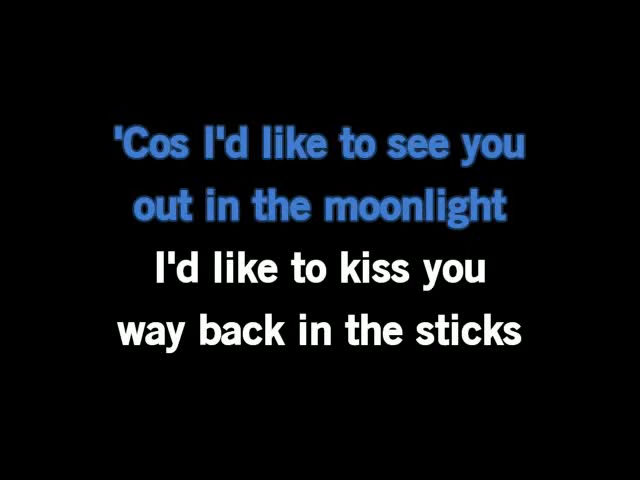 'Cos I'd like to see you
out in the moonlight
I'd like to kiss you
way back in the sticks